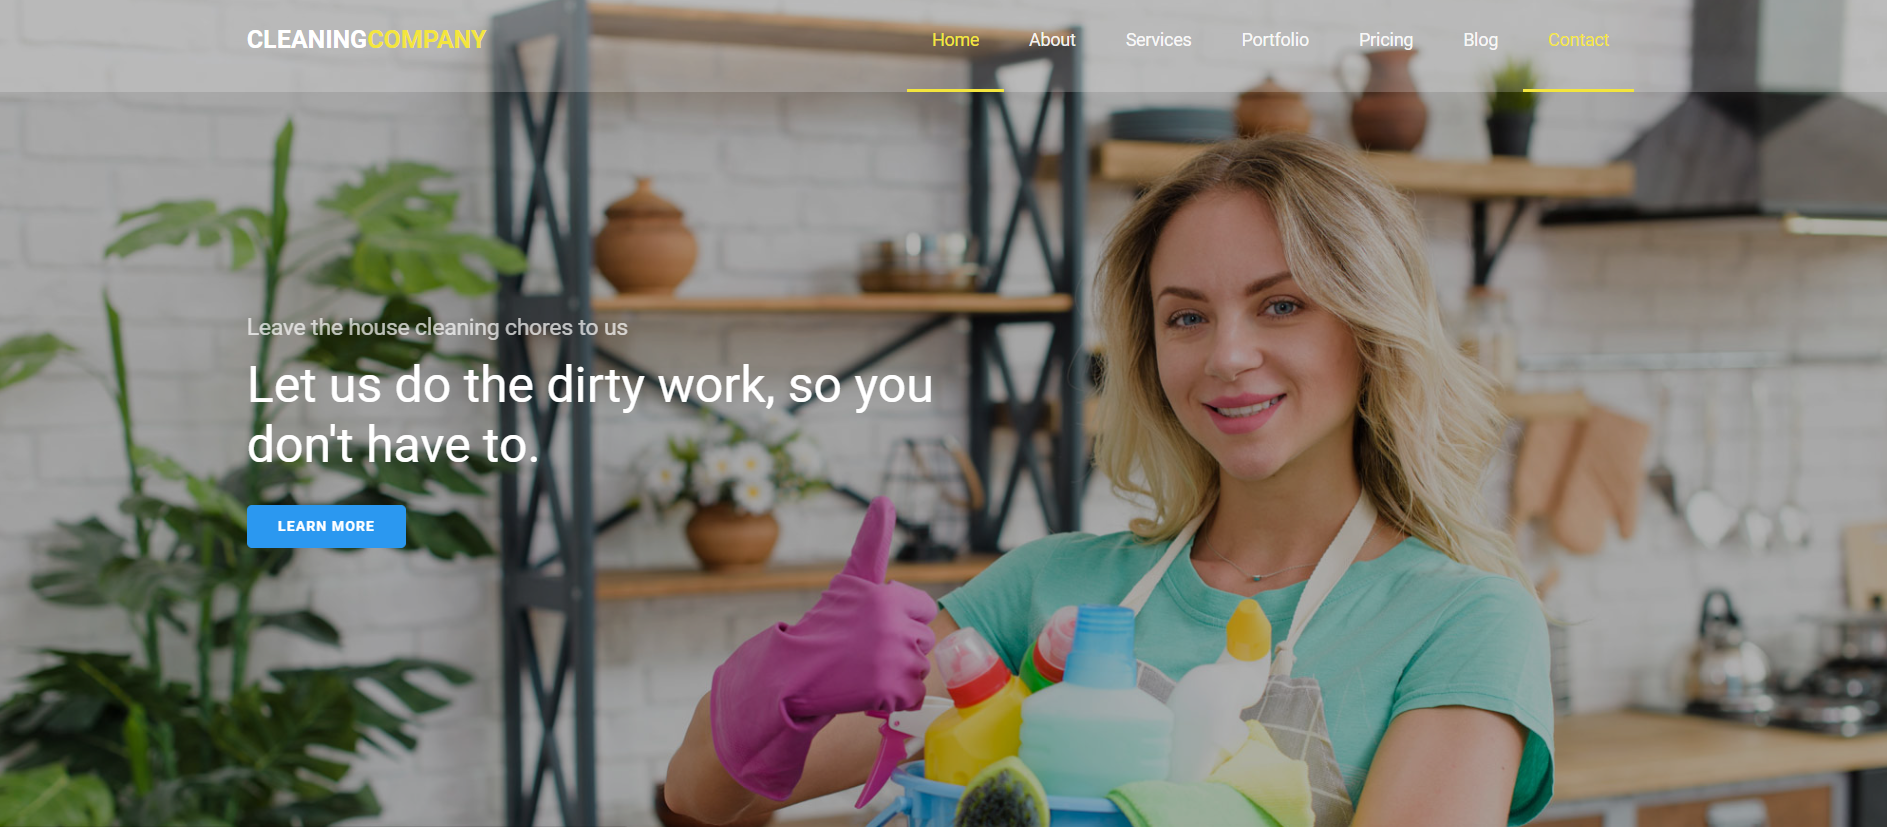 CLEANINGCOMPANY
Home About Services Portfolio Pricing Blog Contact
Leave the house cleaning chores to us
Let us do the dirty work, so you
don't have to.
LEARN MORE